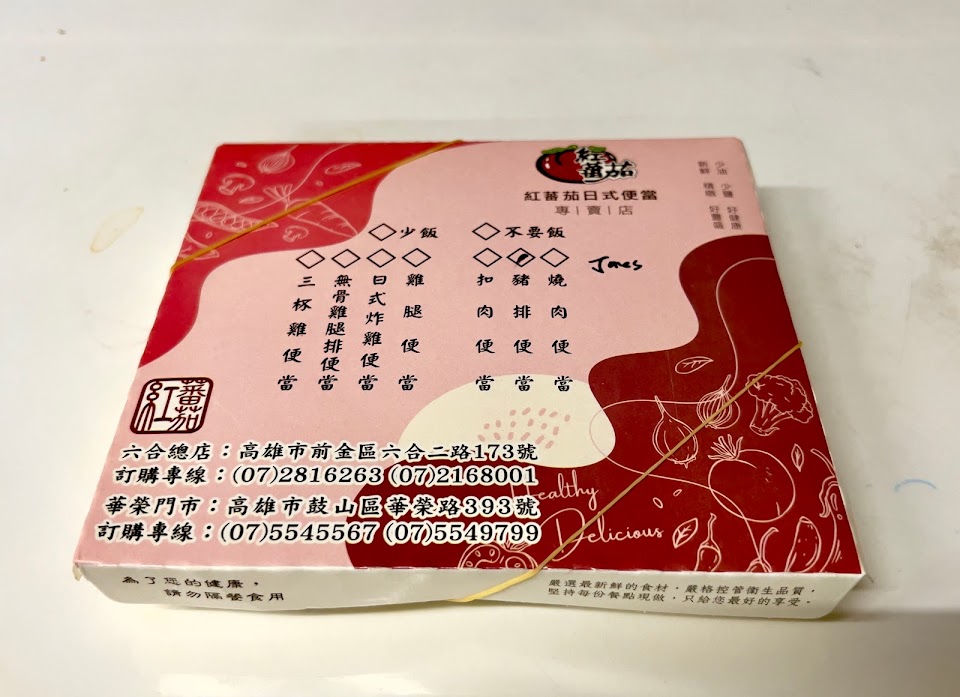 紅蕃茄
紅蕃茄日式便當
專|賣|店
少油 少鹽 好健康
新鮮 精緻 好豐盛
少飯
不要飯
燒肉便當
豬排便當
扣肉便當
雞腿便當
日式炸雞便當
無骨雞腿排便當
三杯雞便當
James
紅蕃茄
六合總店：高雄市前金區六合二路173號
訂購專線：(07)2816263 (07)2168001
華榮門市：高雄市鼓山區華榮路393號
訂購專線：(07)5545567 (07)5549799
Healthy
Delicious
為了您的健康，
請勿隔餐食用
嚴選最新鮮的食材，嚴格控管衛生品質，
堅持每份餐點現做，只給您最好的享受。